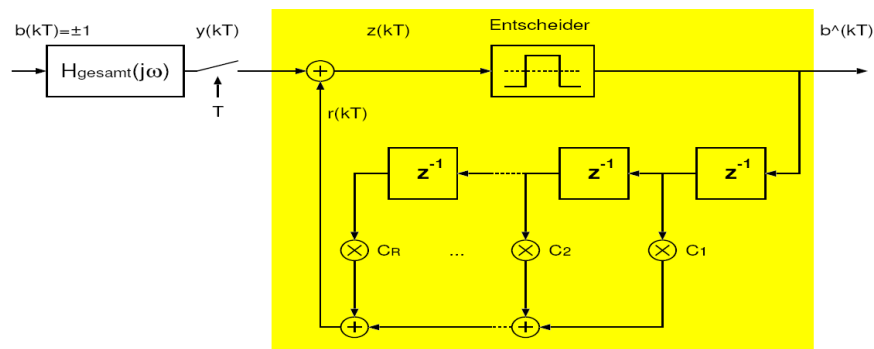 Entscheider
b(kT)=±1
y(kT)
z(kT)
b^(kT)
Hgesamt(jω)
T
r(kT)
z-1
z-1
z-1
CR
...
C2
C1